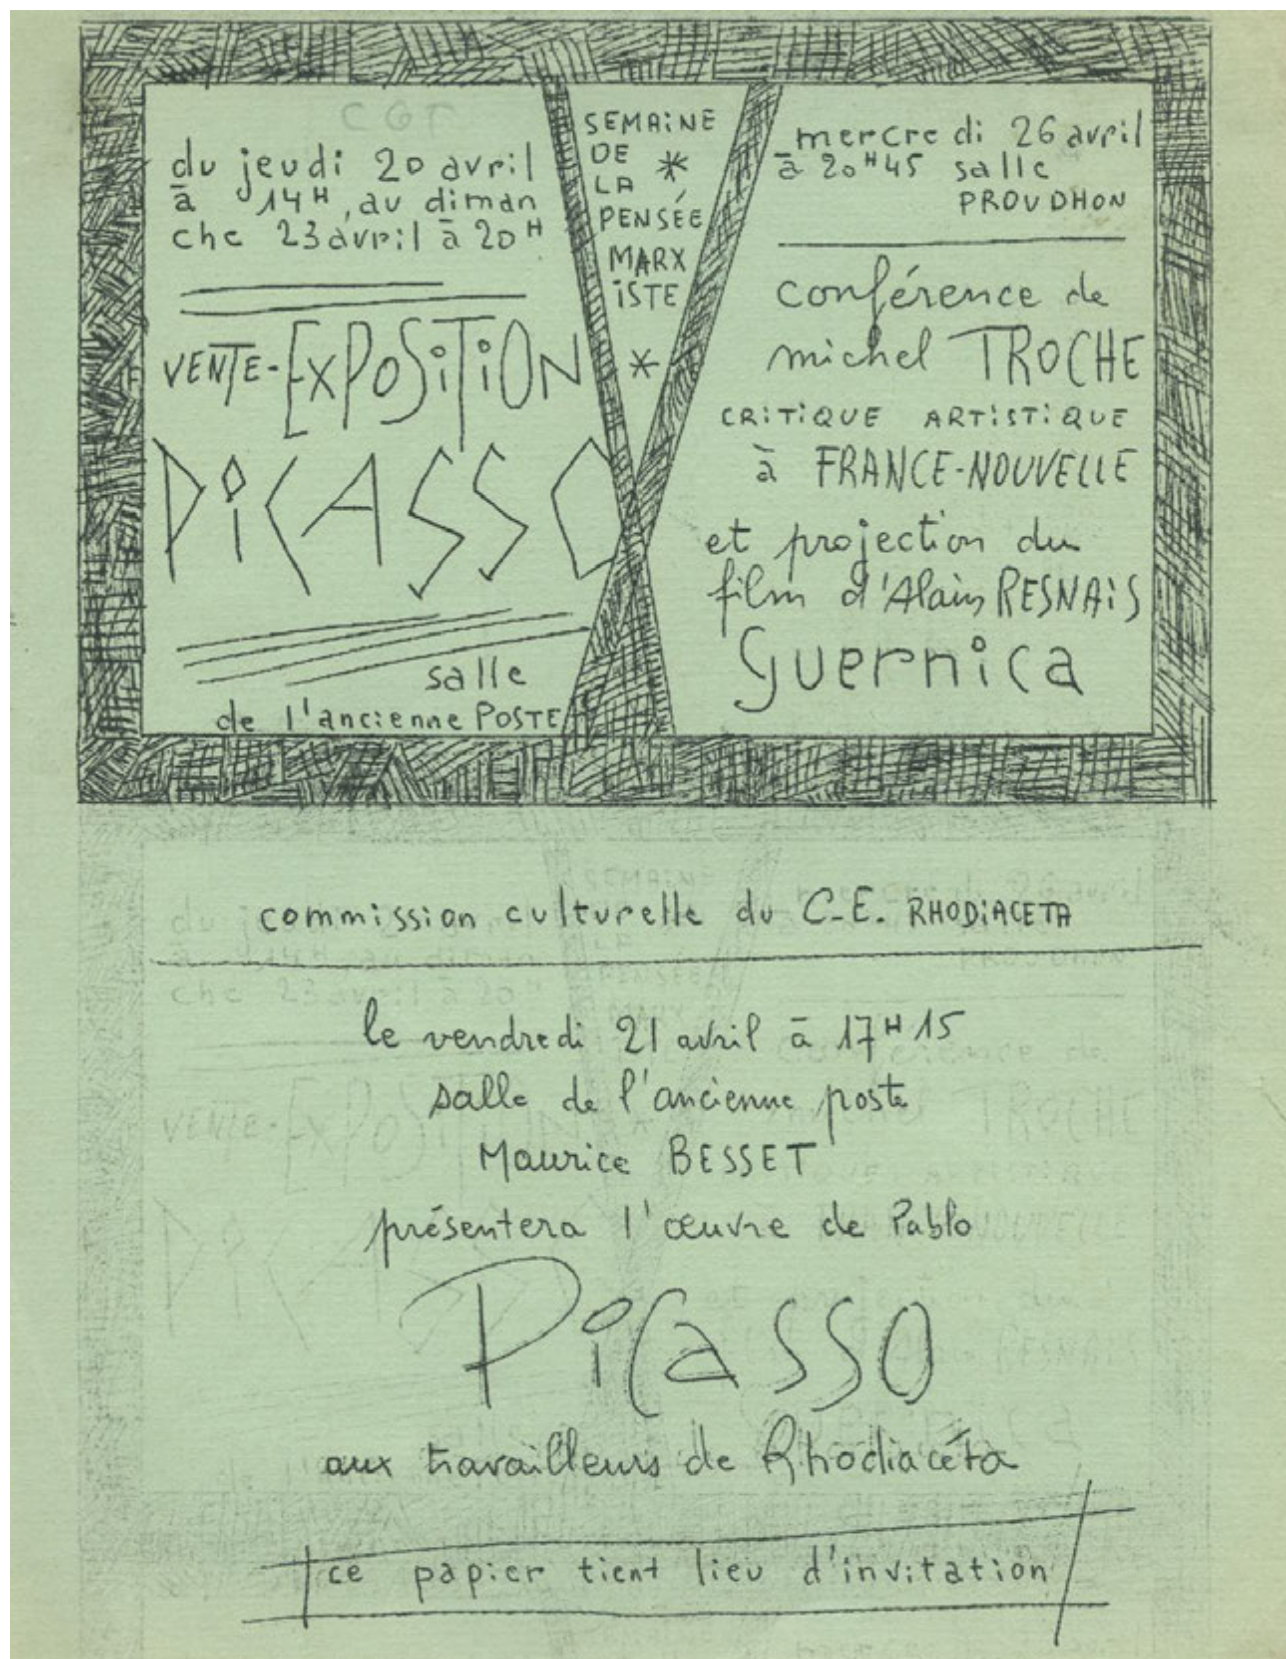 CGT
du jeudi 20 avril
à 14H, au diman
che 23 avril à 20H
VENTE-EXPOSiTiON
PiCASSO
salle
de l'ancienne POSTE
SEMAiNE
DE *
LA
PENSÉE
MARX
iSTE
*
mercredi 26 avril
à 20H45 salle
PROUDHON
conférence de
michel TROCHE
CRiTiQUE ARTiSTiQUE
à FRANCE-NOUVELLE
et projection du
film d'Alain RESNAiS
Guernica
commission culturelle du C-E. RHODiACETA
le vendredi 21 avril à 17H15
salle de l'ancienne poste
Maurice BESSET
présentera l'œuvre de Pablo
Picasso
aux travailleurs de Rhodiacéta
ce papier tient lieu d'invitation